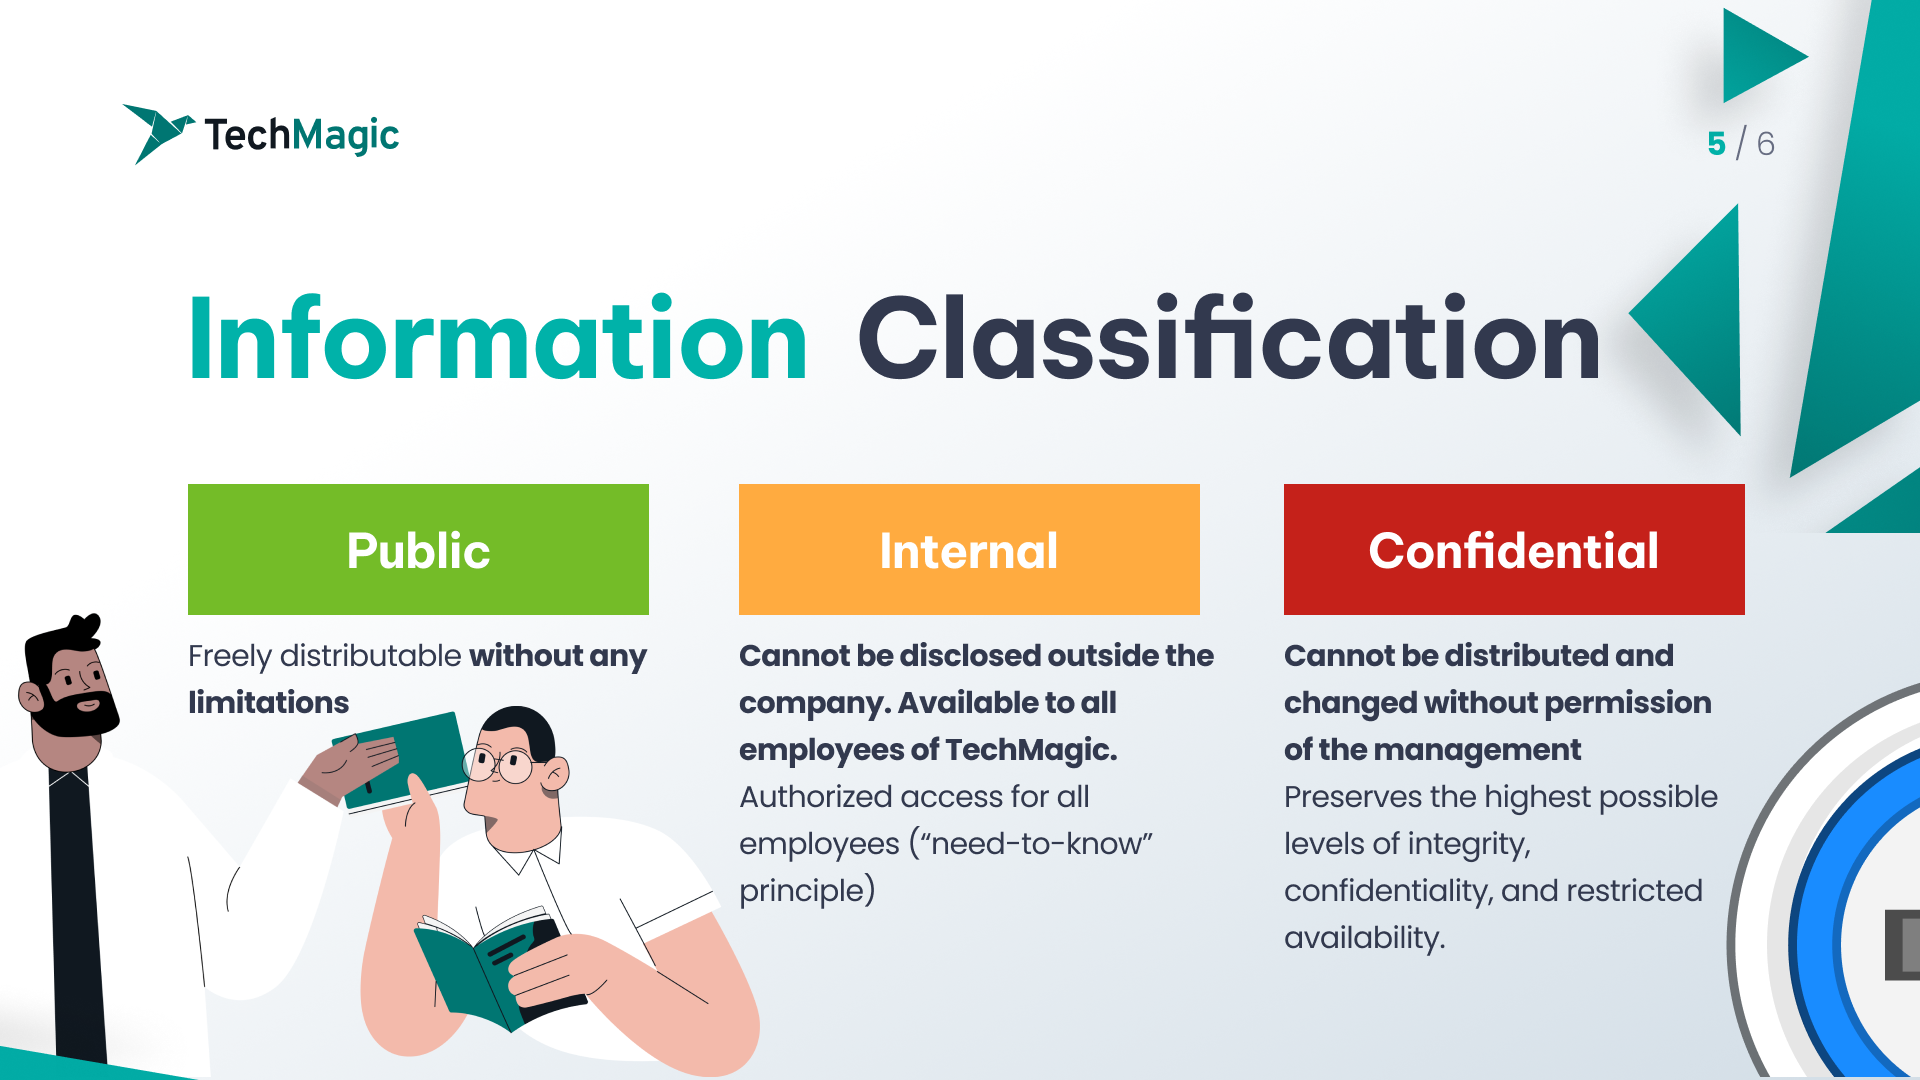 TechMagic
5 / 6
Information Classification
Public
Freely distributable without any
limitations
Internal
Cannot be disclosed outside the
company. Available to all
employees of TechMagic.
Authorized access for all
employees (“need-to-know”
principle)
Confidential
Cannot be distributed and
changed without permission
of the management
Preserves the highest possible
levels of integrity,
confidentiality, and restricted
availability.